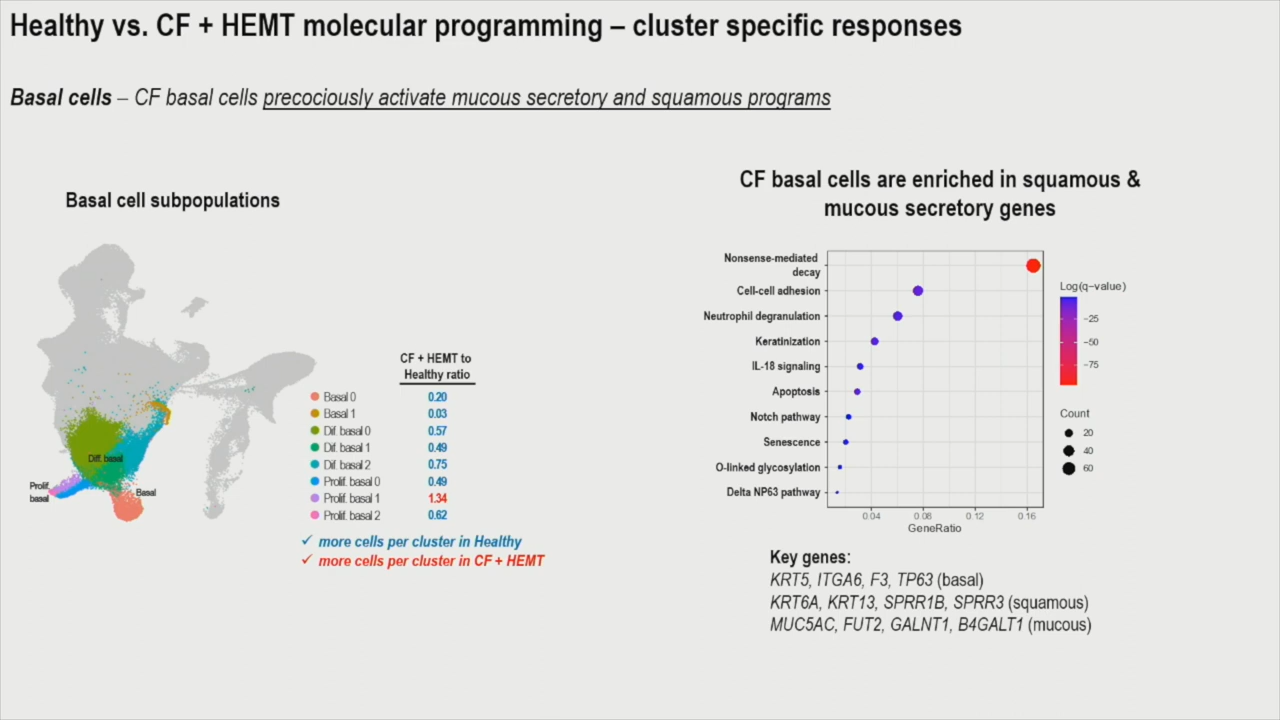 Healthy vs. CF + HEMT molecular programming – cluster specific responses
Basal cells – CF basal cells precociously activate mucous secretory and squamous programs
Basal cell subpopulations
Diff. basal
Prolif.
basal
Basal
CF + HEMT to
Healthy ratio
Basal 0 0.20
Basal 1 0.03
Dif. basal 0 0.57
Dif. basal 1 0.49
Dif. basal 2 0.75
Prolif. basal 0 0.49
Prolif. basal 1 1.34
Prolif. basal 2 0.62
✓ more cells per cluster in Healthy
✓ more cells per cluster in CF + HEMT
CF basal cells are enriched in squamous &
mucous secretory genes
Nonsense-mediated
decay
Cell-cell adhesion
Neutrophil degranulation
Keratinization
IL-18 signaling
Apoptosis
Notch pathway
Senescence
O-linked glycosylation
Delta NP63 pathway
0.04 0.08 0.12 0.16
GeneRatio
Log(q−value)
−25
−50
−75
Count
20
40
60
Key genes:
KRT5, ITGA6, F3, TP63 (basal)
KRT6A, KRT13, SPRR1B, SPRR3 (squamous)
MUC5AC, FUT2, GALNT1, B4GALT1 (mucous)